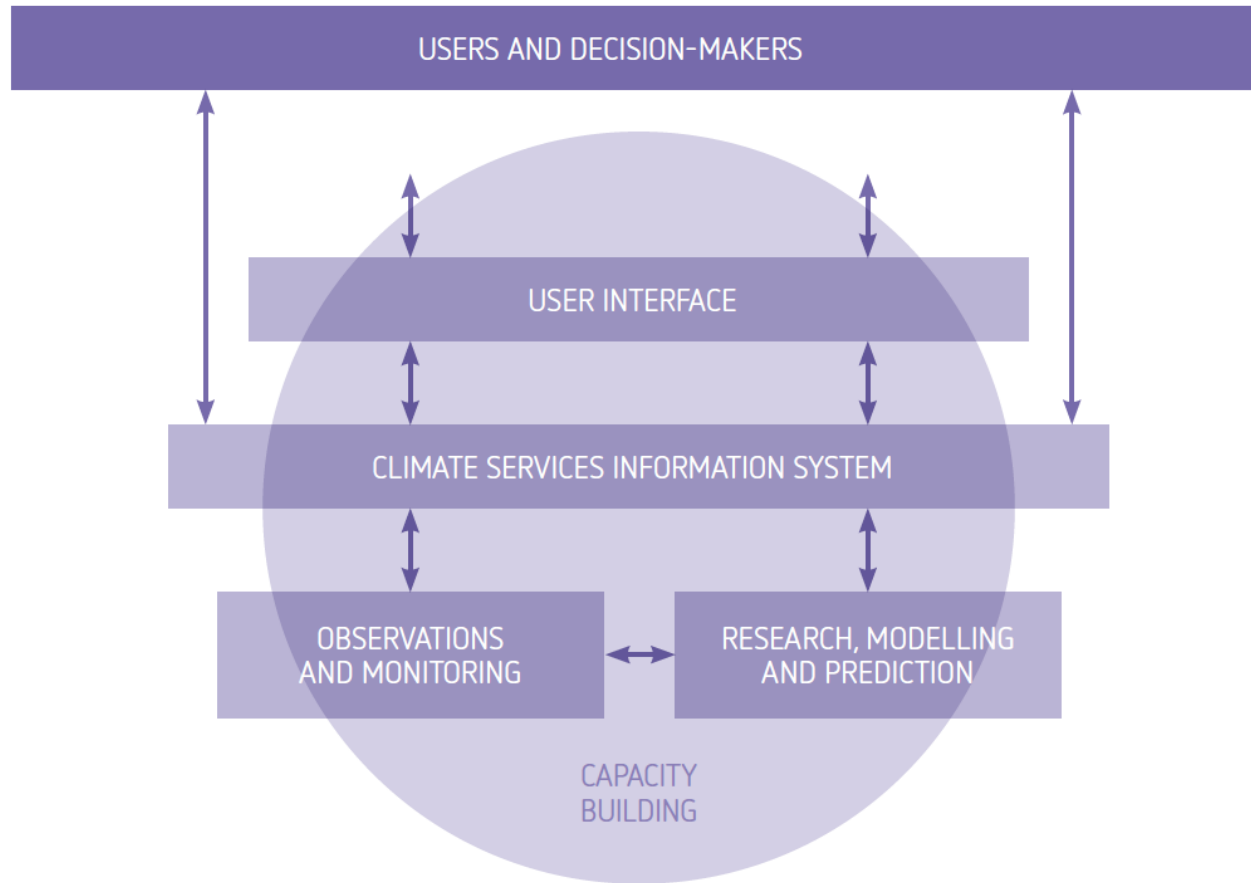 USERS AND DECISION-MAKERS
USER INTERFACE
CLIMATE SERVICES INFORMATION SYSTEM
OBSERVATIONS
AND MONITORING
RESEARCH, MODELLING
AND PREDICTION
CAPACITY
BUILDING